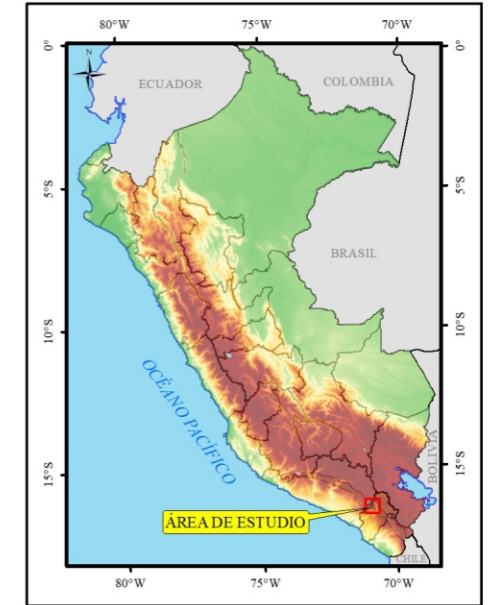 80°W 75°W 70°W
0° 0°
N
ECUADOR
COLOMBIA
5°S 5°S
BRASIL
10°S 10°S
OCÉANO PACÍFICO
15°S 15°S
BOLIVIA
ÁREA DE ESTUDIO
CHILE
80°W 75°W 70°W